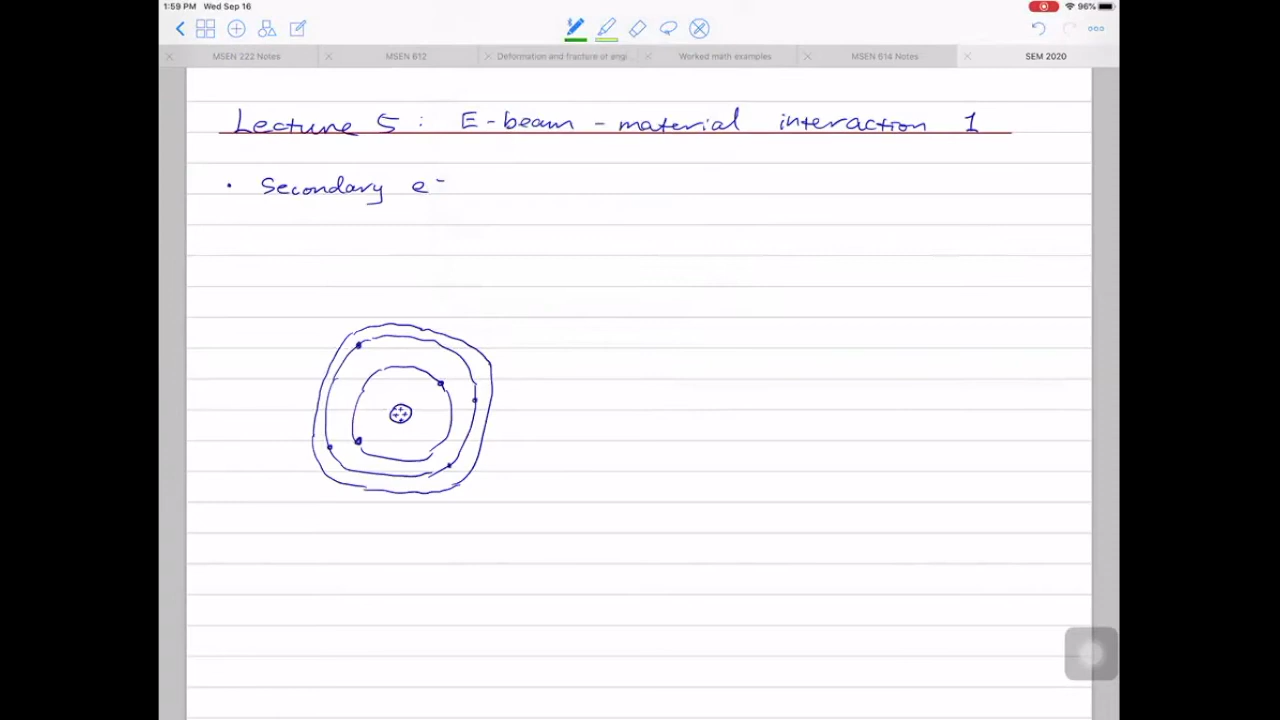 1:59 PM Wed Sep 16 96%
MSEN 222 Notes MSEN 612 Deformation and fracture of engi... Worked math examples MSEN 614 Notes SEM 2020
Lecture 5 : E-beam - material interaction 1
• Secondary e⁻